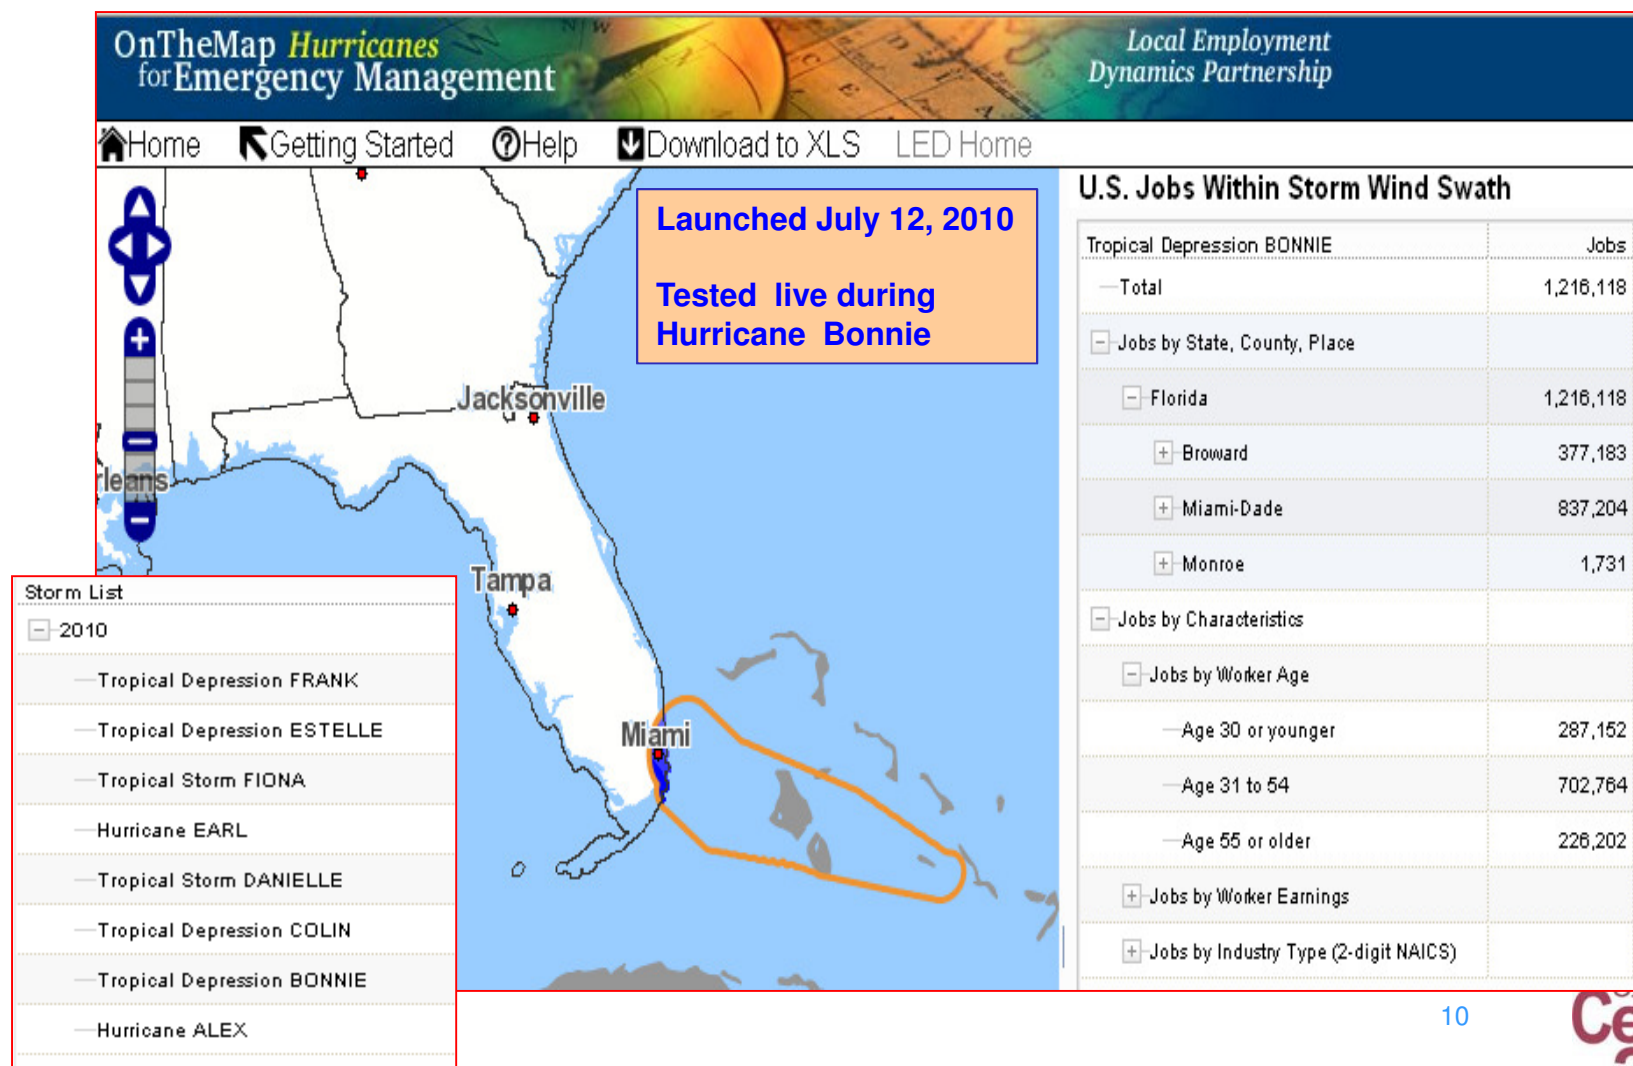 OnTheMap Hurricanes
for Emergency Management
Local Employment
Dynamics Partnership
Home Getting Started Help Download to XLS LED Home
Launched July 12, 2010
Tested live during
Hurricane Bonnie
Jacksonville
rleans
Tampa
Miami
U.S. Jobs Within Storm Wind Swath
Tropical Depression BONNIE Jobs
Total 1,216,118
Jobs by State, County, Place
Florida 1,216,118
Broward 377,183
Miami-Dade 837,204
Monroe 1,731
Jobs by Characteristics
Jobs by Worker Age
Age 30 or younger 287,152
Age 31 to 54 702,764
Age 55 or older 226,202
Jobs by Worker Earnings
Jobs by Industry Type (2-digit NAICS)
Storm List
2010
Tropical Depression FRANK
Tropical Depression ESTELLE
Tropical Storm FIONA
Hurricane EARL
Tropical Storm DANIELLE
Tropical Depression COLIN
Tropical Depression BONNIE
Hurricane ALEX
10